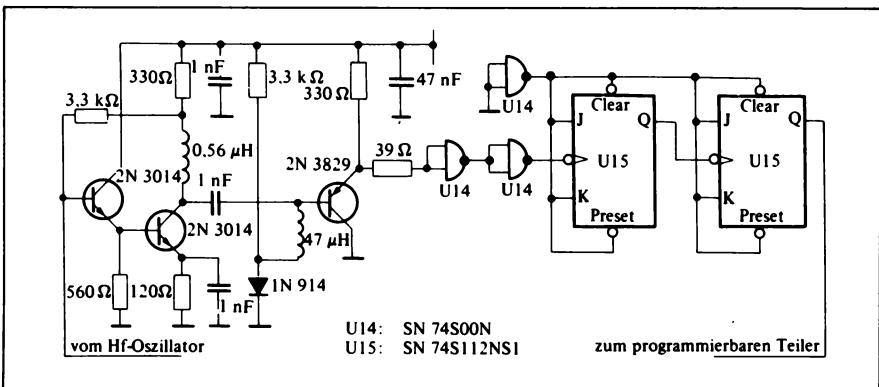 330Ω
1 nF
3,3 kΩ
330Ω
47 nF
3,3 kΩ
0,56 µH
2N 3014
1 nF
2N 3014
47 µH
2N 3829
39 Ω
U14
U14
U14
Clear
J
Q
U15
K
Preset
Clear
J
Q
U15
K
Preset
560Ω
120Ω
1 nF
1N 914
vom Hf-Oszillator
U14: SN 74S00N
U15: SN 74S112NS1
zum programmierbaren Teiler